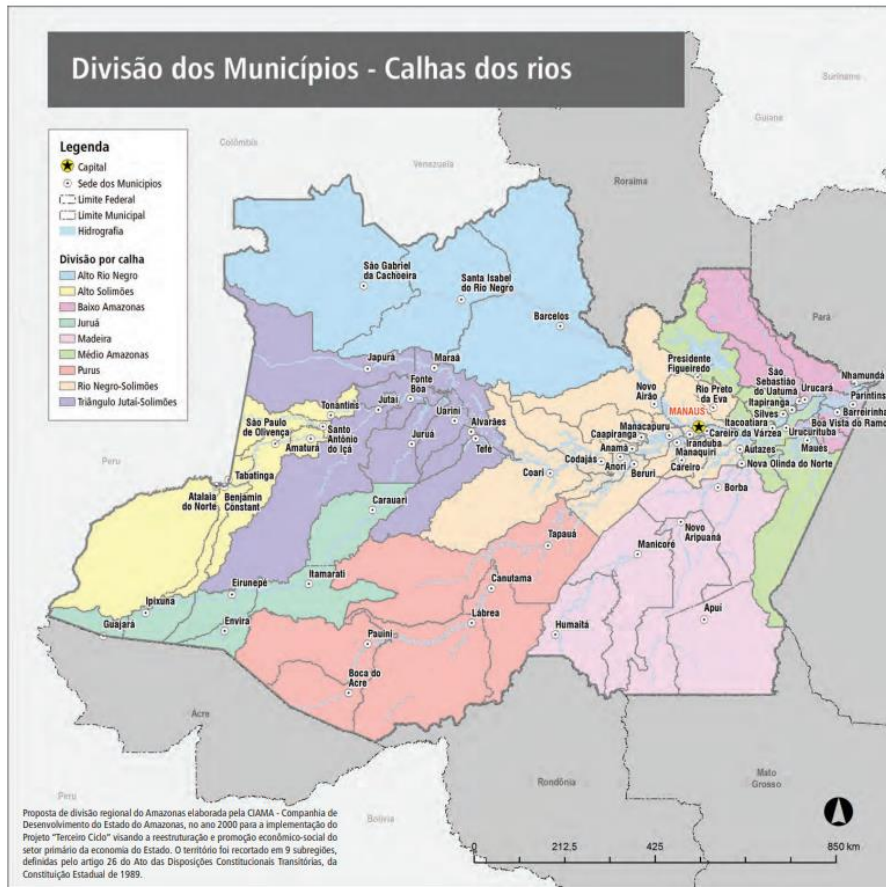 Divisão dos Municípios - Calhas dos rios
Suriname
Guiana
Colômbia
Venezuela
Roraima
Legenda
Capital
Sede dos Municipios
Limite Federal
Limite Municipal
Hidrografia
Divisão por calha
Alto Rio Negro
Alto Solimões
Baixo Amazonas
Juruá
Madeira
Médio Amazonas
Purus
Rio Negro-Solimões
Triângulo Jutaí-Solimões
São Gabriel
da Cachoeira
Santa Isabel
do Rio Negro
Barcelos
Pará
Japurá
Maraã
Fonte
Boa
Jutaí
Tonantins
Uarini
Alvarães
Tefé
Juruá
São Paulo
de Olivença
Santo
Antônio
do Içá
Amaturá
Tabatinga
Atalaia
do Norte
Benjamin
Constant
Peru
Presidente
Figueiredo
Rio Preto
da Eva
Novo
Airão
MANAUS
São
Sebastião
do Uatumã
Urucará
Nhamundá
Parintins
Itapiranga
Silves
Barreirinha
Boa Vista do Ramo
Itacoatiara
Urucurituba
Maués
Manacapuru
Careiro da Várzea
Caapiranga
Iranduba
Manaquiri
Autazes
Anamã
Codajás
Anori
Careiro
Nova Olinda do Norte
Coari
Beruri
Borba
Carauari
Tapauá
Manicoré
Novo
Aripuanã
Itamarati
Eirunepé
Ipixuna
Guajará
Envira
Canutama
Lábrea
Pauini
Boca do
Acre
Humaitá
Apuí
Acre
Rondônia
Mato
Grosso
Peru
Bolívia
Proposta de divisão regional do Amazonas elaborada pela CIAMA - Companhia de
Desenvolvimento do Estado do Amazonas, no ano 2000 para a implementação do
Projeto "Terceiro Ciclo" visando a reestruturação e promoção econômico-social do
setor primário da economia do Estado. O território foi recortado em 9 subregiões,
definidas pelo artigo 26 do Ato das Disposições Constitucionais Transitórias, da
Constituição Estadual de 1989.
0 212,5 425 850 km